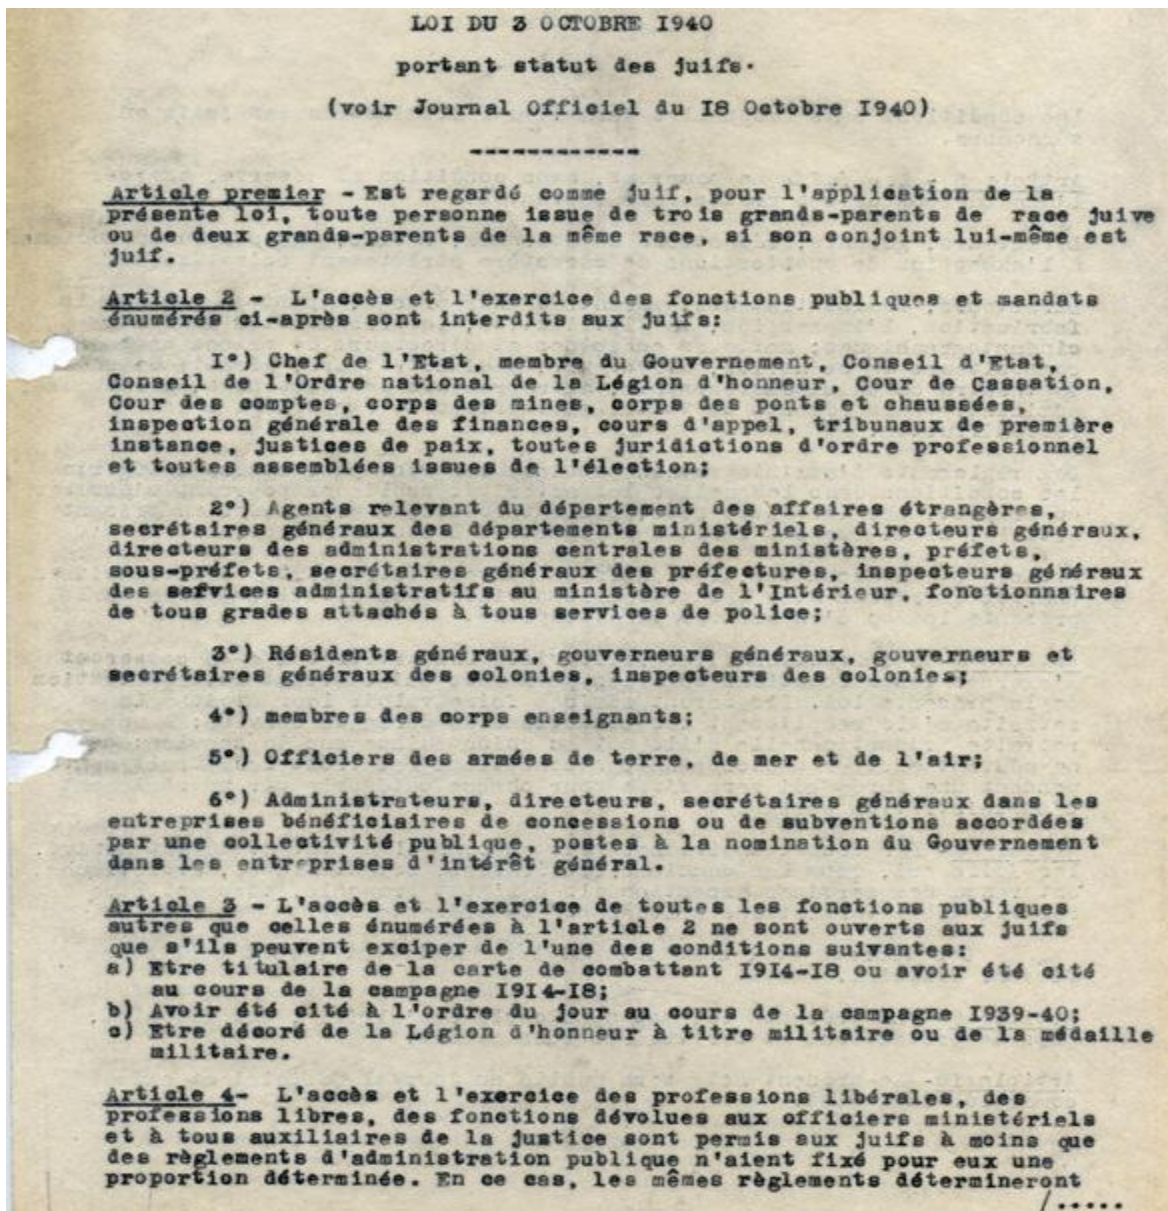 LOI DU 3 OCTOBRE I940
portant statut des juifs.
(voir Journal Officiel du I8 Octobre I940)
------------
Article premier - Est regardé comme juif, pour l'application de la
présente loi, toute personne issue de trois grands-parents de race juive
ou de deux grands-parents de la même race, si son conjoint lui-même est
juif.
Article 2 - L'accès et l'exercice des fonctions publiques et mandats
énumérés ci-après sont interdits aux juifs:
I°) Chef de l'Etat, membre du Gouvernement, Conseil d'Etat,
Conseil de l'Ordre national de la Légion d'honneur, Cour de Cassation,
Cour des comptes, corps des mines, corps des ponts et chaussées,
inspection générale des finances, cours d'appel, tribunaux de première
instance, justices de paix, toutes juridictions d'ordre professionnel
et toutes assemblées issues de l'élection;
2°) Agents relevant du département des affaires étrangères,
secrétaires généraux des départements ministériels, directeurs généraux,
directeurs des administrations centrales des ministères, préfets,
sous-préfets, secrétaires généraux des préfectures, inspecteurs généraux
des services administratifs au ministère de l'Intérieur, fonctionnaires
de tous grades attachés à tous services de police;
3°) Résidents généraux, gouverneurs généraux, gouverneurs et
secrétaires généraux des colonies, inspecteurs des colonies;
4°) membres des corps enseignants;
5°) Officiers des armées de terre, de mer et de l'air;
6°) Administrateurs, directeurs, secrétaires généraux dans les
entreprises bénéficiaires de concessions ou de subventions accordées
par une collectivité publique, postes à la nomination du Gouvernement
dans les entreprises d'intérêt général.
Article 3 - L'accès et l'exercice de toutes les fonctions publiques
autres que celles énumérées à l'article 2 ne sont ouverts aux juifs
que s'ils peuvent exciper de l'une des conditions suivantes:
a) Etre titulaire de la carte de combattant I9I4-I8 ou avoir été cité
au cours de la campagne I9I4-I8;
b) Avoir été cité à l'ordre du jour au cours de la campagne I939-40;
c) Etre décoré de la Légion d'honneur à titre militaire ou de la médaille
militaire.
Article 4- L'accès et l'exercice des professions libérales, des
professions libres, des fonctions dévolues aux officiers ministériels
et à tous auxiliaires de la justice sont permis aux juifs à moins que
des règlements d'administration publique n'aient fixé pour eux une
proportion déterminée. En ce cas, les mêmes règlements détermineront
/.....